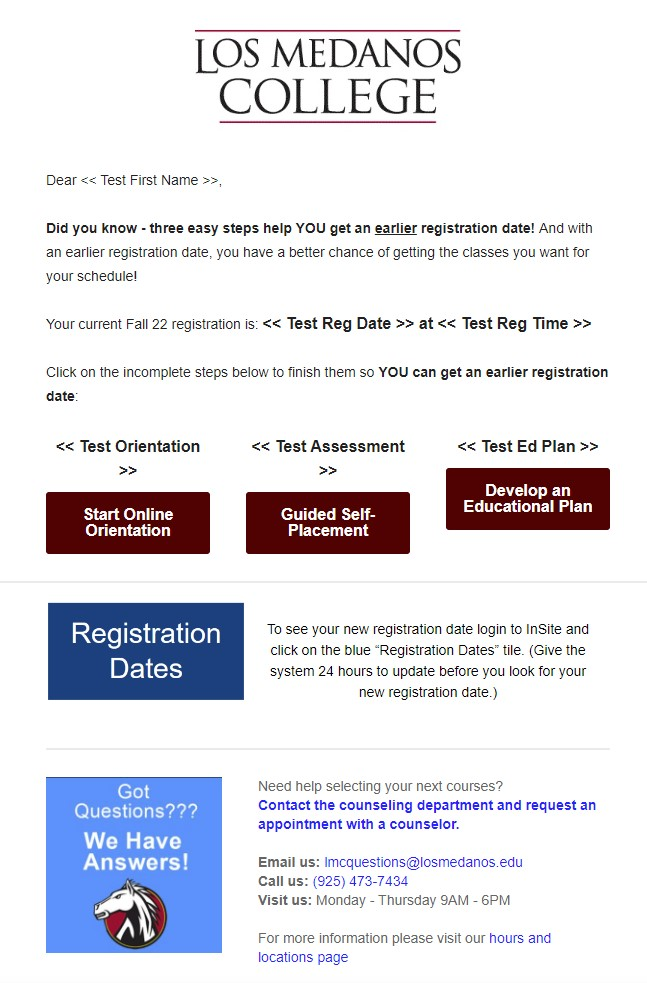 LOS MEDANOS
COLLEGE
Dear << Test First Name >>,
Did you know - three easy steps help YOU get an earlier registration date! And with
an earlier registration date, you have a better chance of getting the classes you want for
your schedule!
Your current Fall 22 registration is: << Test Reg Date >> at << Test Reg Time >>
Click on the incomplete steps below to finish them so YOU can get an earlier registration
date:
<< Test Orientation
>>
Start Online
Orientation
<< Test Assessment
>>
Guided Self-
Placement
<< Test Ed Plan >>
Develop an
Educational Plan
Registration
Dates
To see your new registration date login to InSite and
click on the blue “Registration Dates” tile. (Give the
system 24 hours to update before you look for your
new registration date.)
Got
Questions???
We Have
Answers!
Need help selecting your next courses?
Contact the counseling department and request an
appointment with a counselor.
Email us: lmcquestions@losmedanos.edu
Call us: (925) 473-7434
Visit us: Monday - Thursday 9AM - 6PM
For more information please visit our hours and
locations page